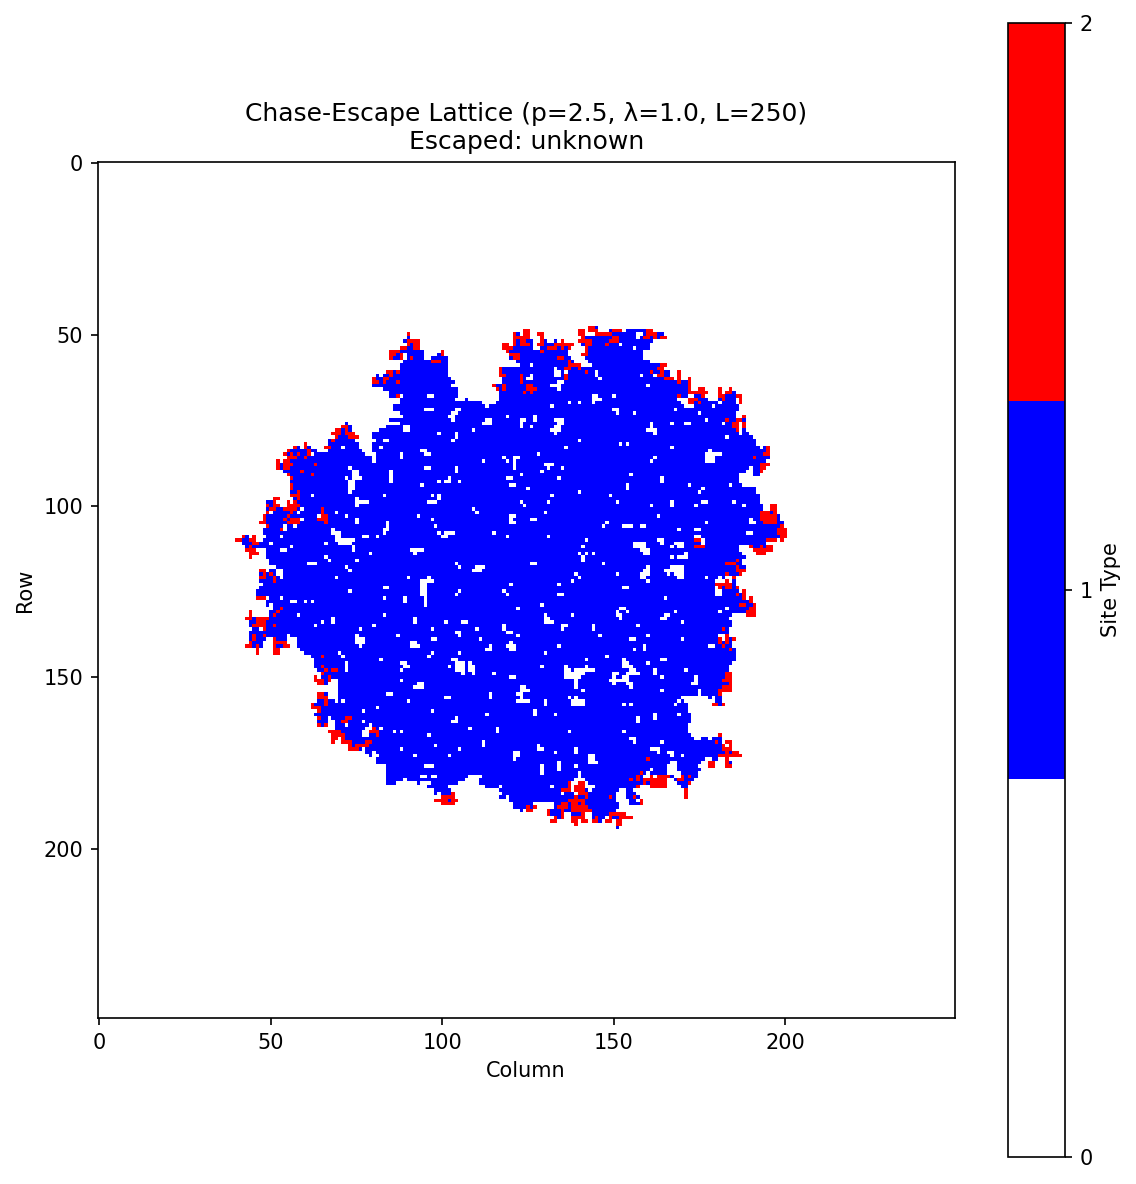 Chase-Escape Lattice (p=2.5, λ=1.0, L=250)
Escaped: unknown
0
50
100
150
200
Row
0
50
100
150
200
Column
2
1
0
Site Type